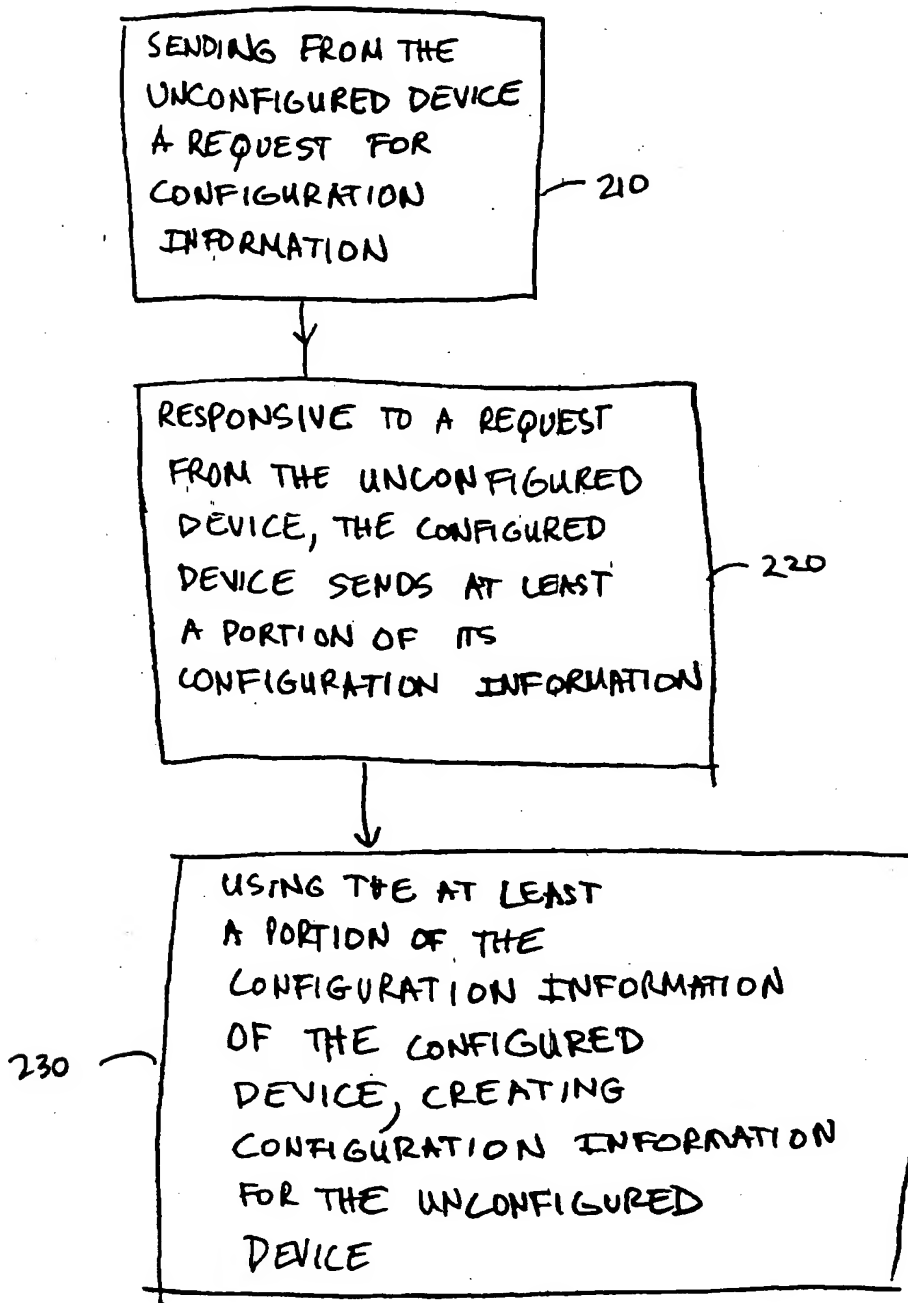 SENDING FROM THE
UNCONFIGURED DEVICE
A REQUEST FOR
CONFIGURATION
INFORMATION
210
RESPONSIVE TO A REQUEST
FROM THE UNCONFIGURED
DEVICE, THE CONFIGURED
DEVICE SENDS AT LEAST
A PORTION OF ITS
CONFIGURATION INFORMATION
220
USING THE AT LEAST
A PORTION OF THE
CONFIGURATION INFORMATION
OF THE CONFIGURED
DEVICE, CREATING
CONFIGURATION INFORMATION
FOR THE UNCONFIGURED
DEVICE
230